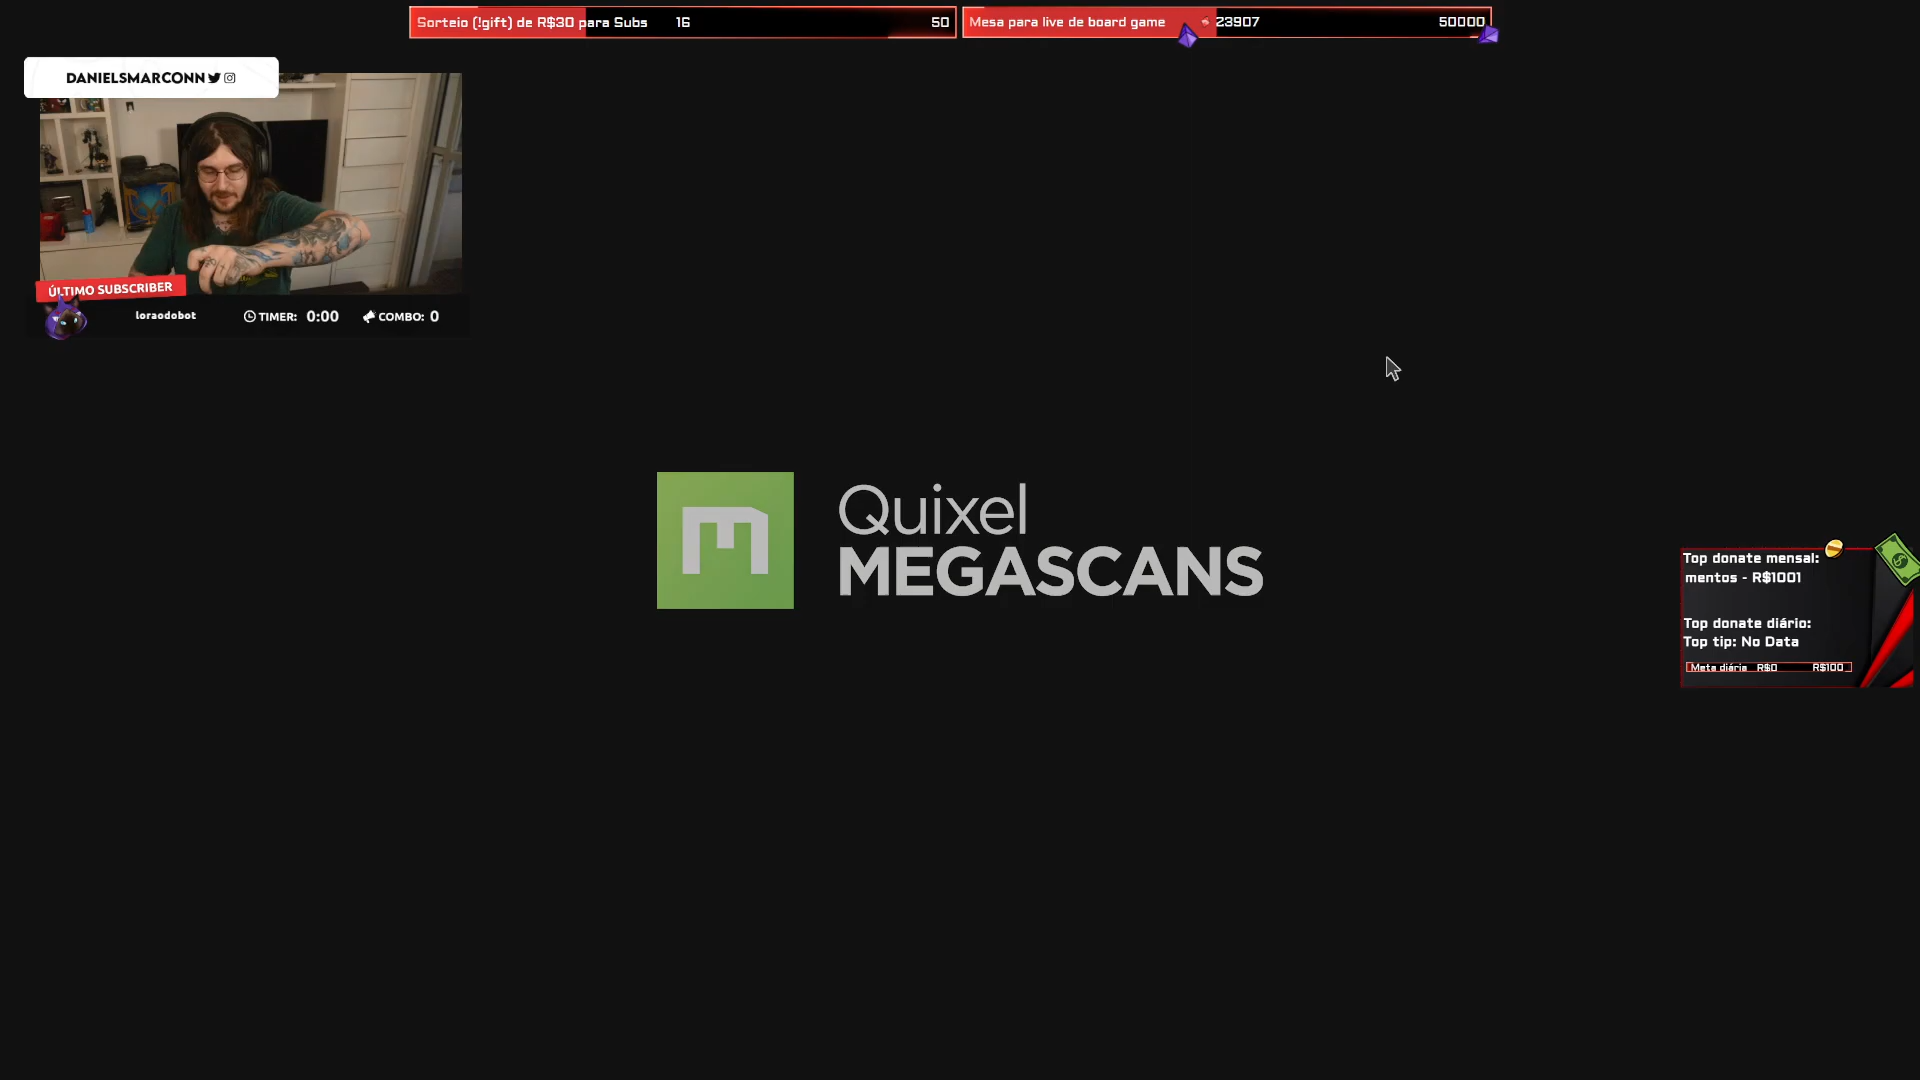 Sorteio (!gift) de R$30 para Subs 16 50
Mesa para live de board game 23907 50000
DANIELSMARCONN
ÚLTIMO SUBSCRIBER
loraodobot
TIMER: 0:00
COMBO: 0
Quixel
MEGASCANS
Top donate mensal:
mentos - R$1001
Top donate diário:
Top tip: No Data
Meta diária R$0 R$100